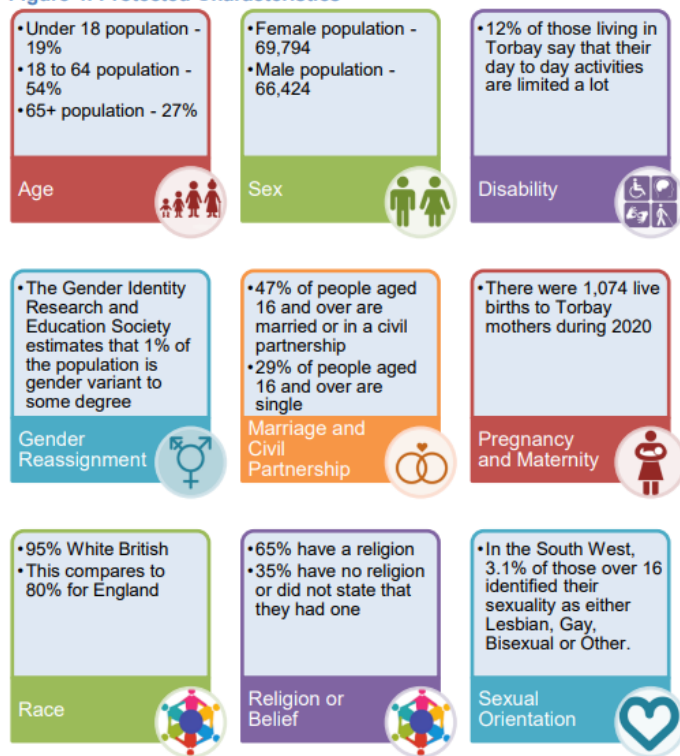 •Under 18 population -
19%
•18 to 64 population -
54%
•65+ population - 27%
Age
•Female population -
69,794
•Male population -
66,424
Sex
•12% of those living in
Torbay say that their
day to day activities
are limited a lot
Disability
•The Gender Identity
Research and
Education Society
estimates that 1% of
the population is
gender variant to
some degree
Gender
Reassignment
•47% of people aged
16 and over are
married or in a civil
partnership
•29% of people aged
16 and over are
single
Marriage and
Civil
Partnership
•There were 1,074 live
births to Torbay
mothers during 2020
Pregnancy
and Maternity
•95% White British
•This compares to
80% for England
Race
•65% have a religion
•35% have no religion
or did not state that
they had one
Religion or
Belief
•In the South West,
3.1% of those over 16
identified their
sexuality as either
Lesbian, Gay,
Bisexual or Other.
Sexual
Orientation